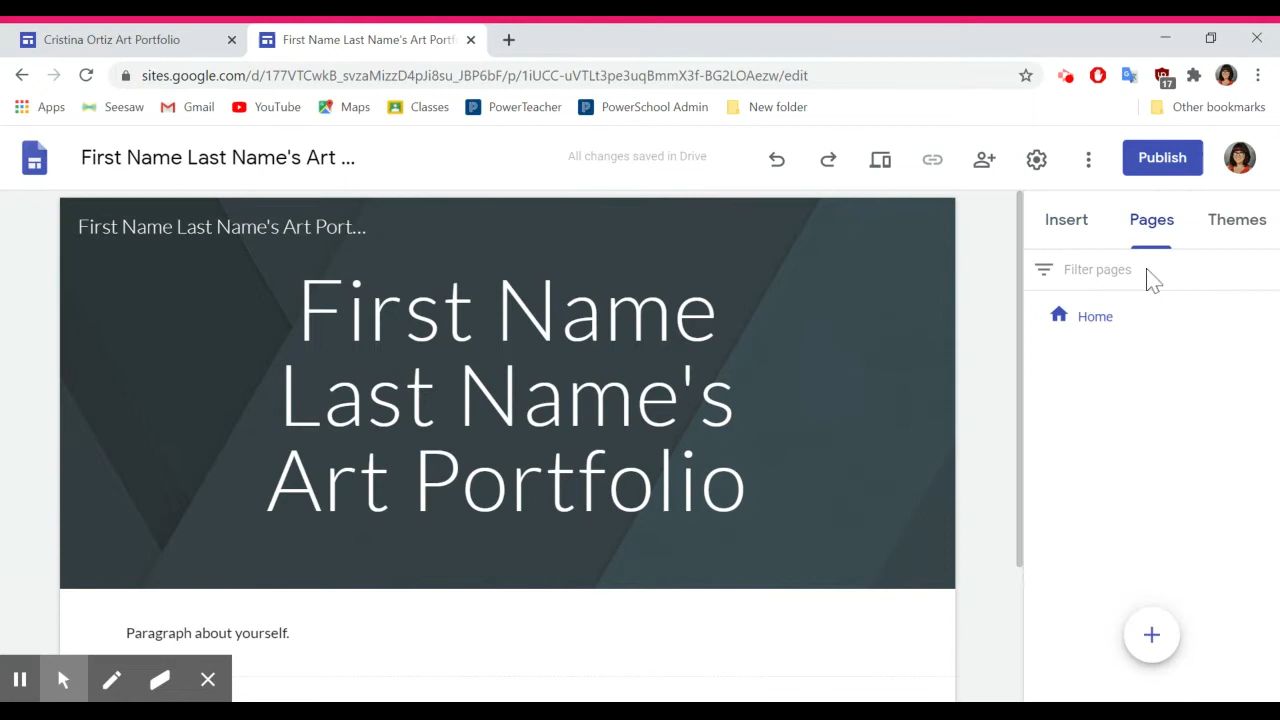 Cristina Ortiz Art Portfolio
First Name Last Name's Art Portf
sites.google.com/d/177VTCwkB_svzaMizzD4pJi8su_JBP6bF/p/1iUCC-uVTLt3pe3uqBmmX3f-BG2LOAezw/edit
17
Apps Seesaw Gmail YouTube Maps Classes PowerTeacher PowerSchool Admin New folder Other bookmarks
First Name Last Name's Art ...
All changes saved in Drive
Publish
First Name Last Name's Art Port...
Insert Pages Themes
Filter pages
Home
First Name
Last Name's
Art Portfolio
Paragraph about yourself.